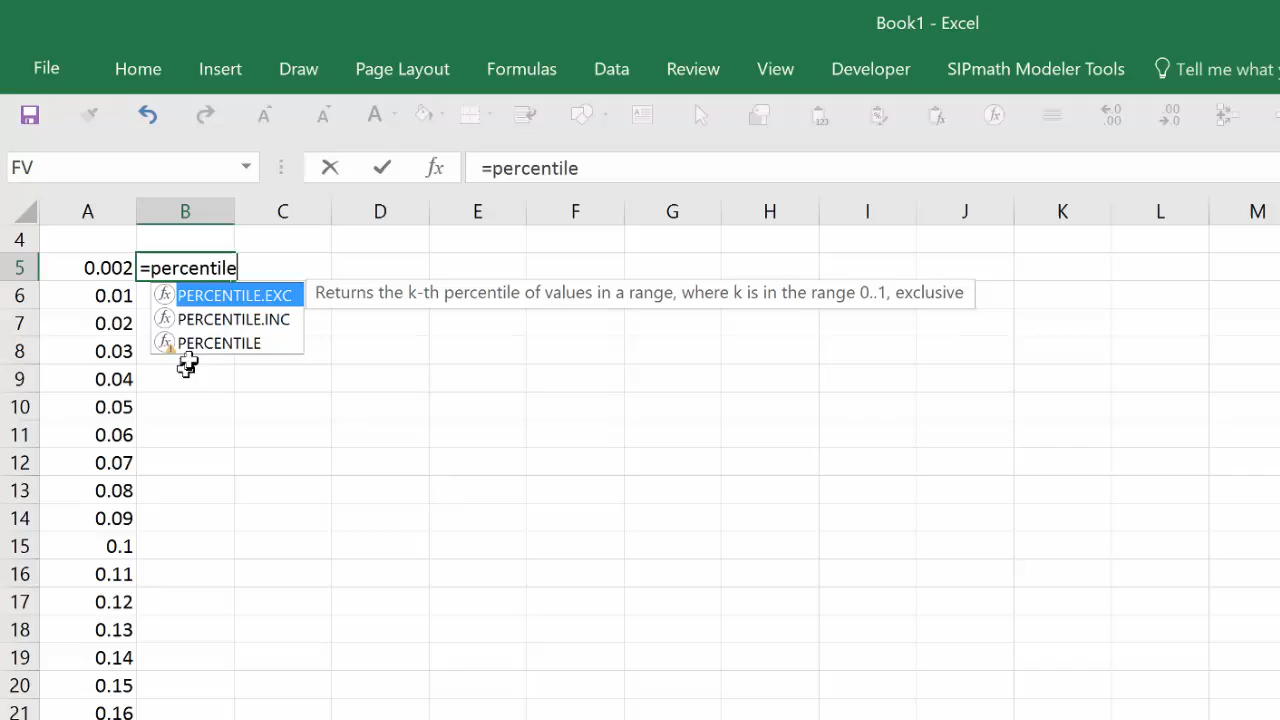 Book1 - Excel
File Home Insert Draw Page Layout Formulas Data Review View Developer SIPmath Modeler Tools Tell me what
FV =percentile
A B C D E F G H I J K L M
4
5 0.002 =percentile
PERCENTILE.EXC Returns the k-th percentile of values in a range, where k is in the range 0..1, exclusive
6 0.01
PERCENTILE.INC
7 0.02
PERCENTILE
8 0.03
9 0.04
10 0.05
11 0.06
12 0.07
13 0.08
14 0.09
15 0.1
16 0.11
17 0.12
18 0.13
19 0.14
20 0.15
21 0.16